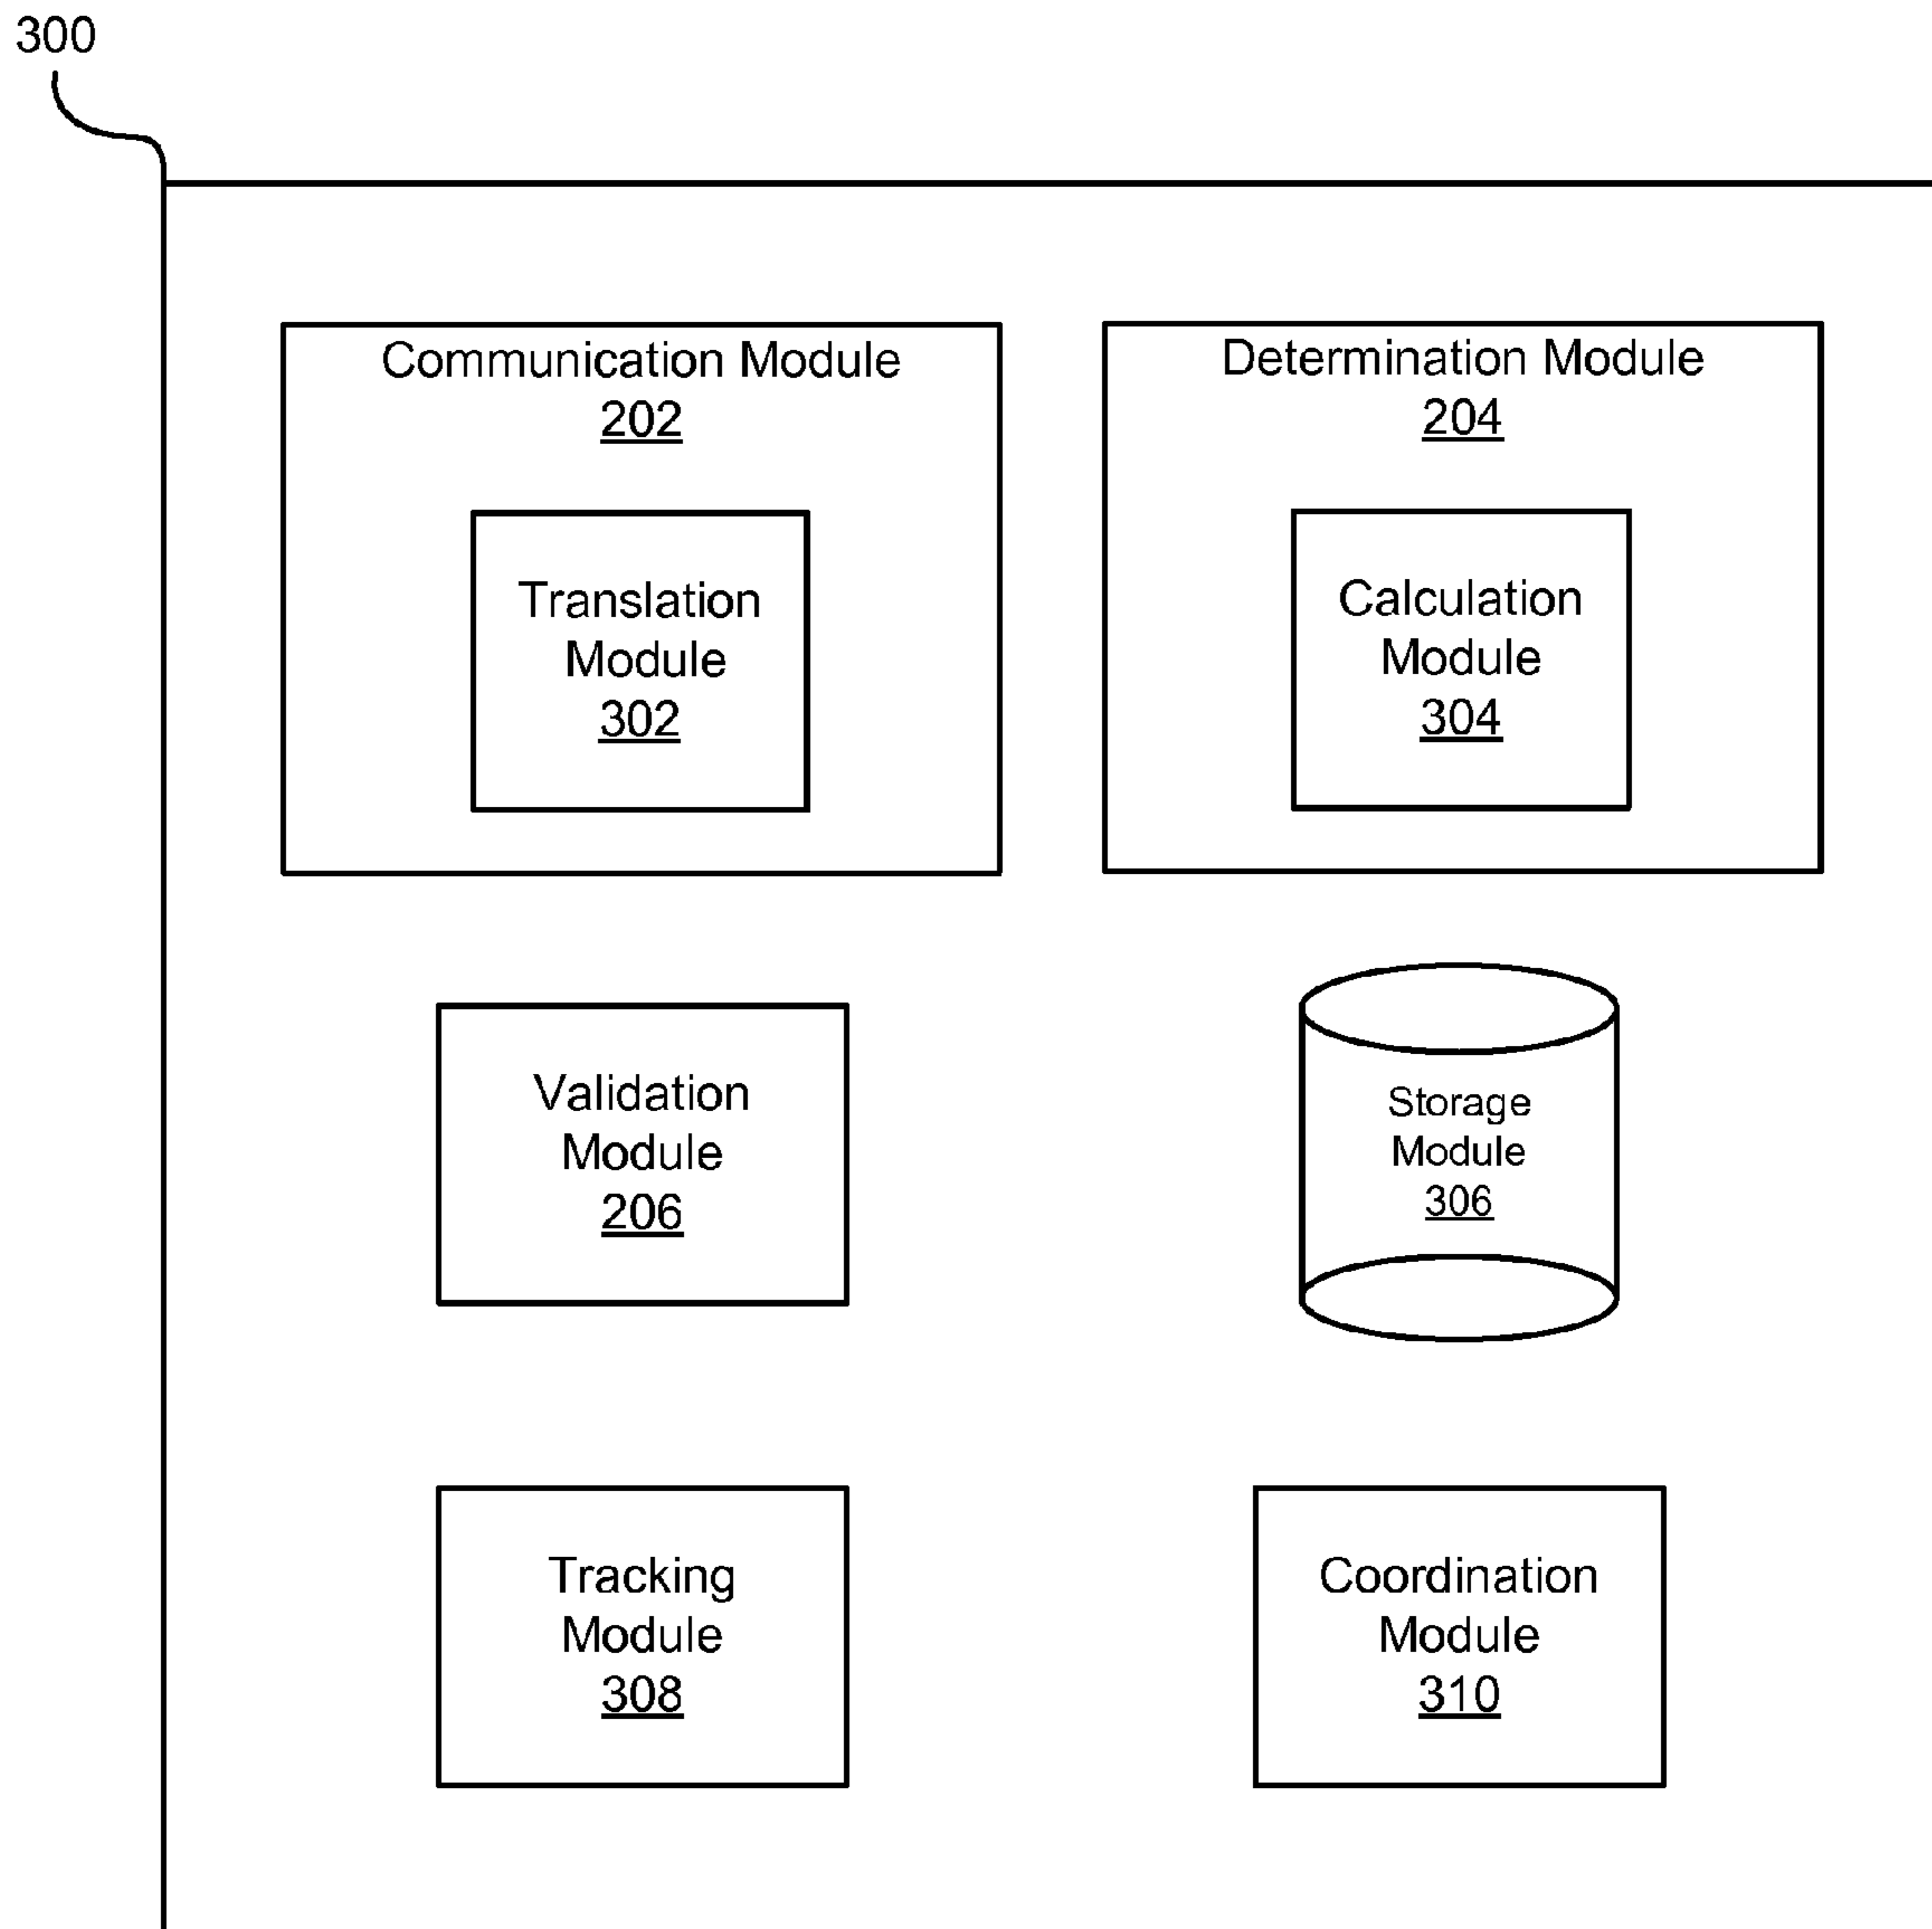 300
Communication Module
202
Translation
Module
302
Determination Module
204
Calculation
Module
304
Validation
Module
206
Storage
Module
306
Tracking
Module
308
Coordination
Module
310